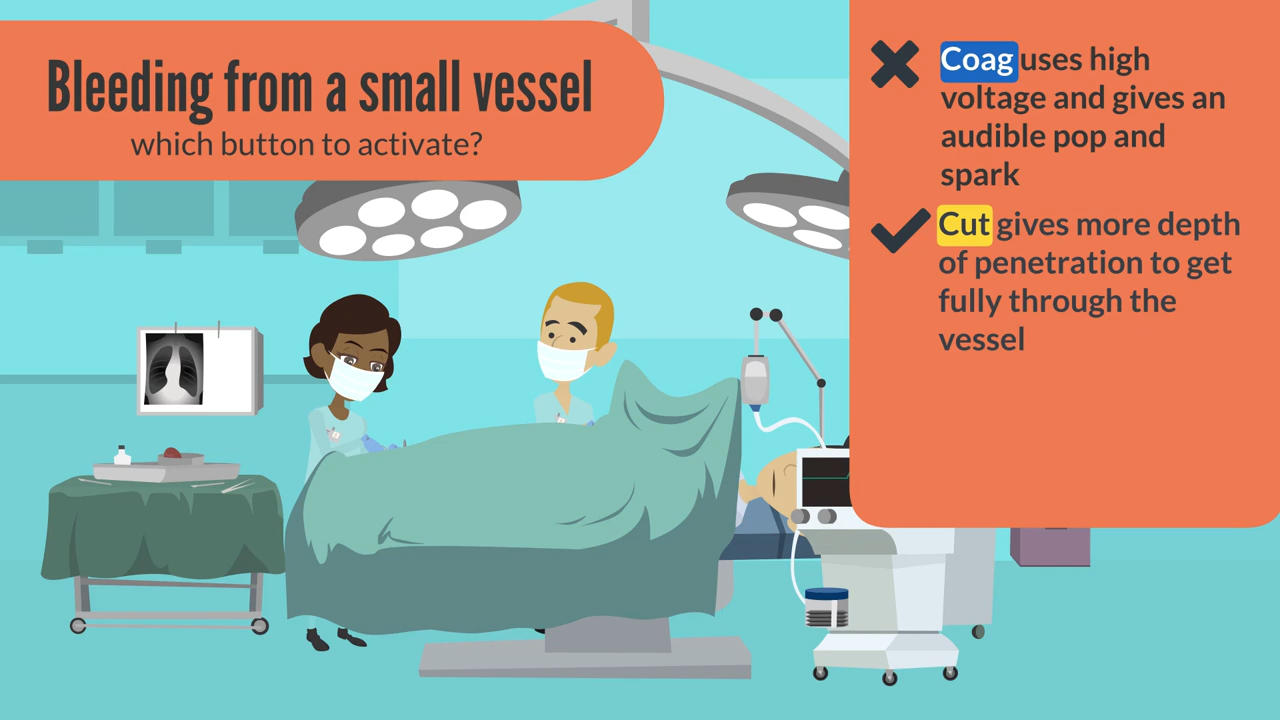 Bleeding from a small vessel
which button to activate?
Coag uses high
voltage and gives an
audible pop and
spark
Cut gives more depth
of penetration to get
fully through the
vessel